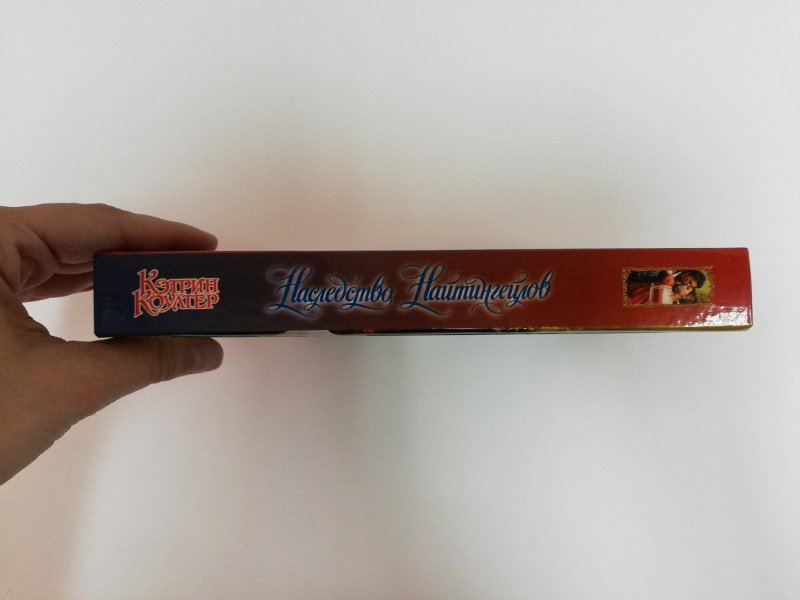 Кэтрин
Коултер
Наследство Найтингейлов